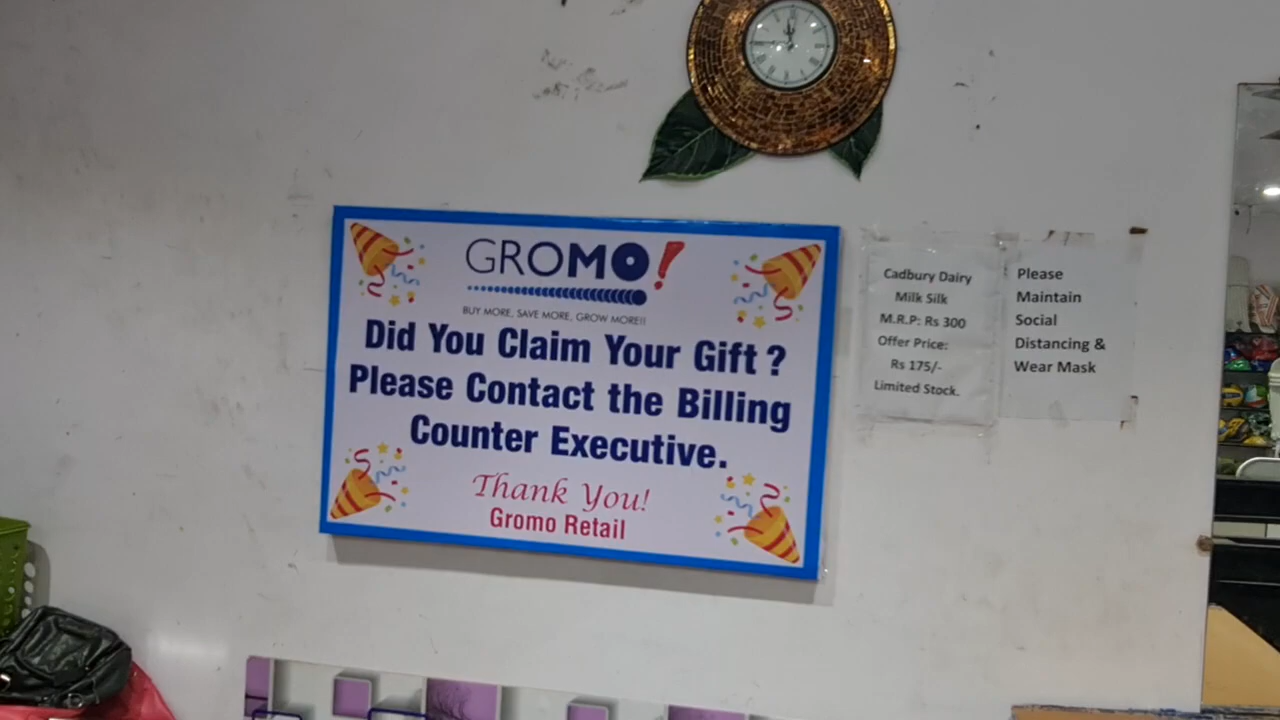 GROMO!
BUY MORE, SAVE MORE, GROW MORE!!
Did You Claim Your Gift ?
Please Contact the Billing
Counter Executive.
Thank You!
Gromo Retail
Cadbury Dairy
Milk Silk
M.R.P: Rs 300
Offer Price:
Rs 175/-
Limited Stock.
Please
Maintain
Social
Distancing &
Wear Mask